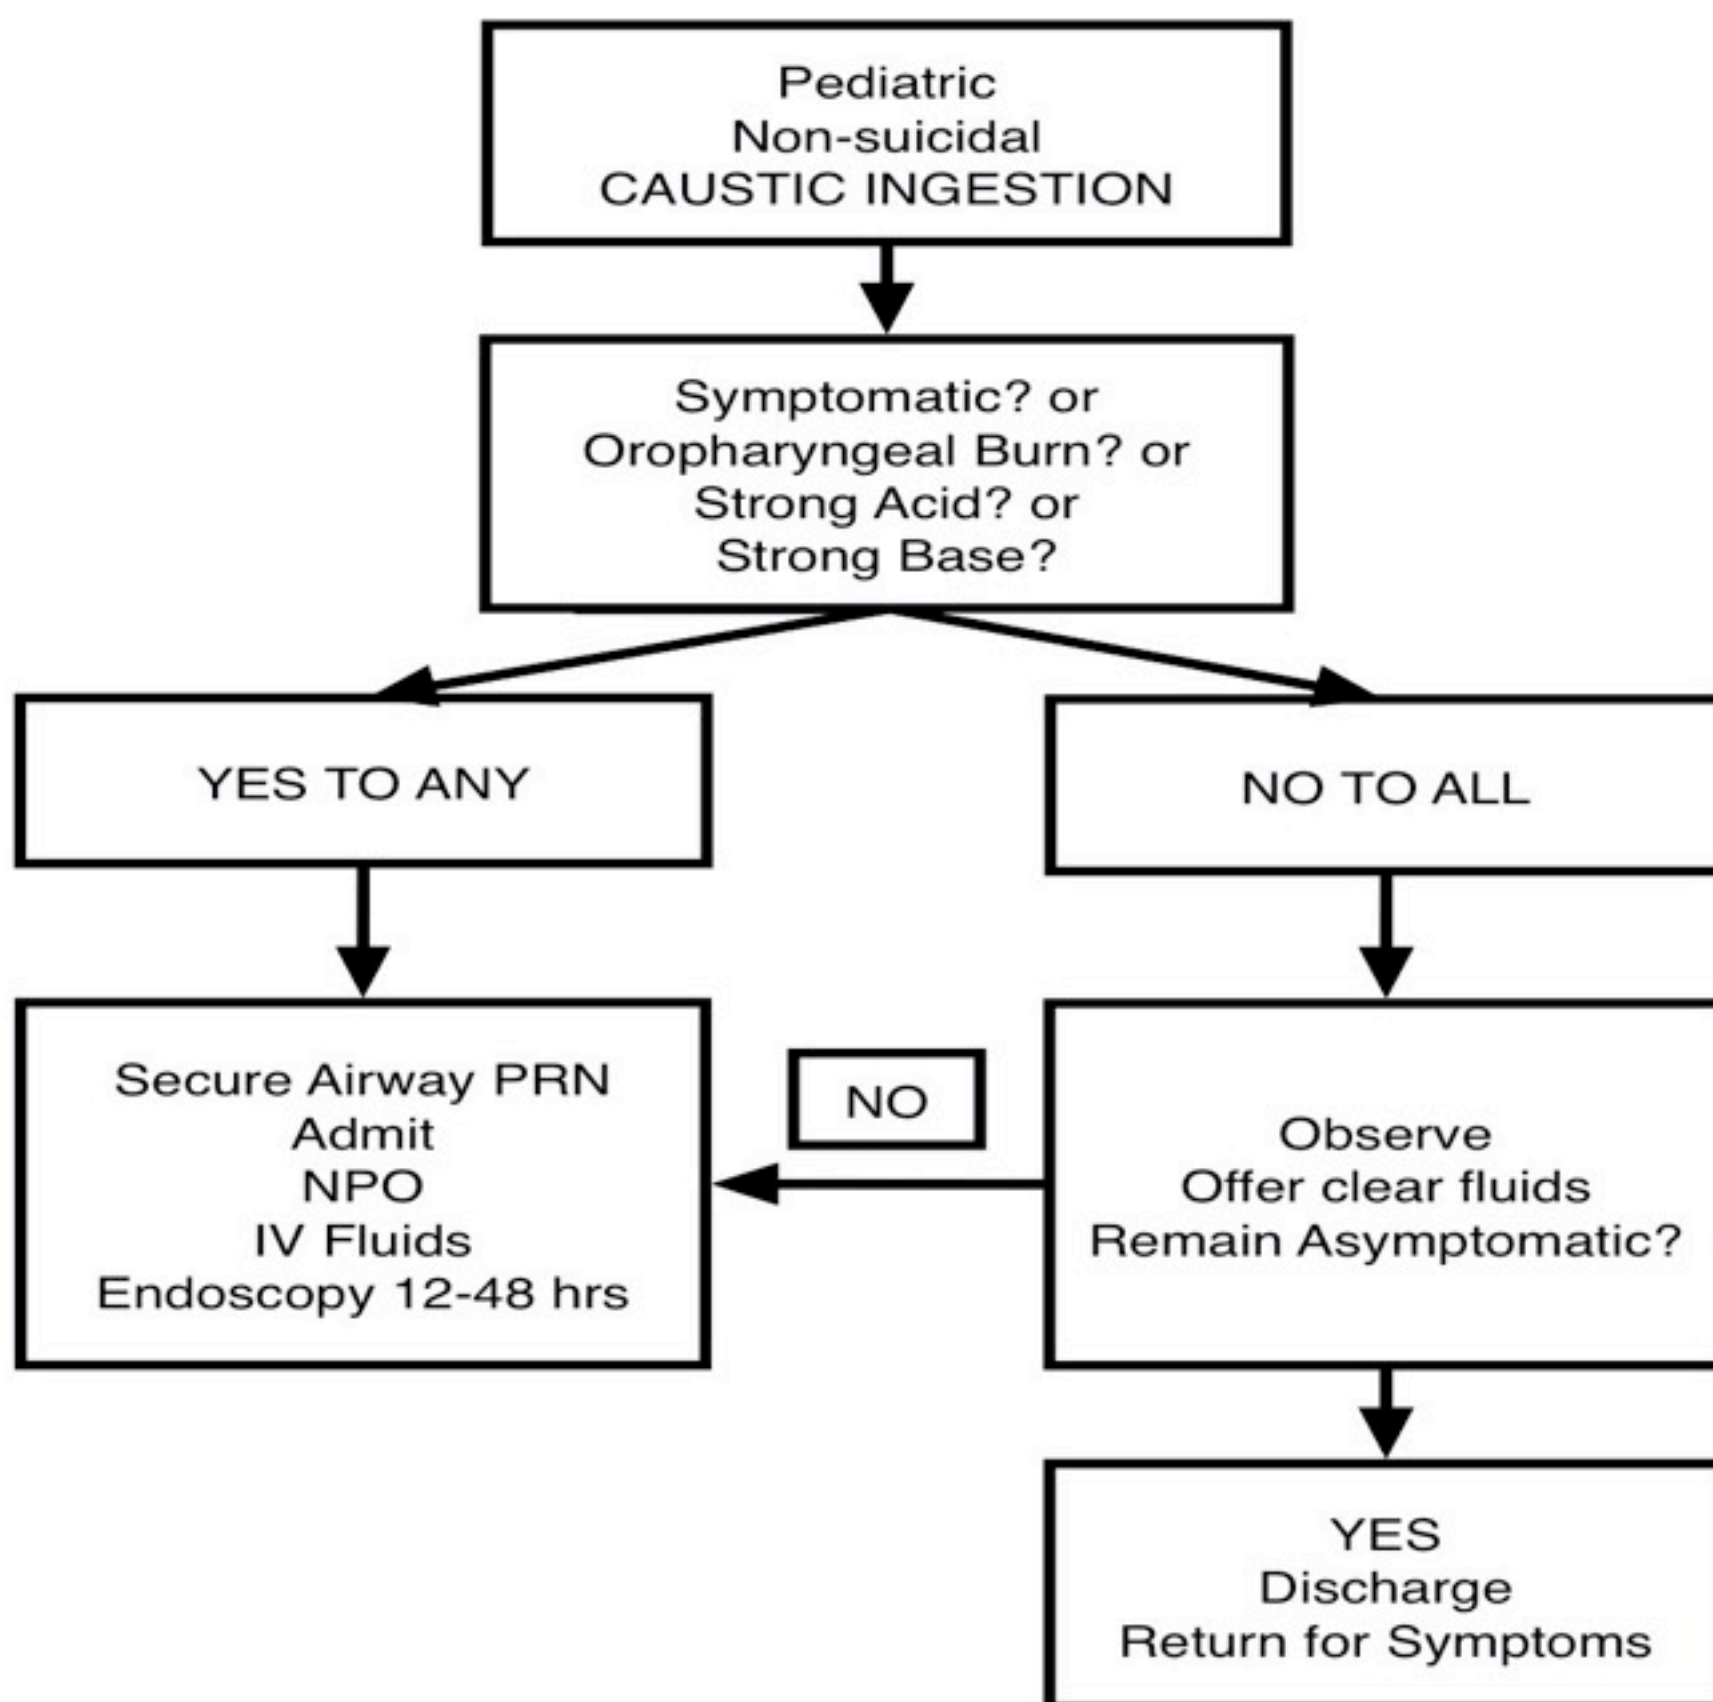 Pediatric
Non-suicidal
CAUSTIC INGESTION
Symptomatic? or
Oropharyngeal Burn? or
Strong Acid? or
Strong Base?
YES TO ANY
NO TO ALL
Secure Airway PRN
Admit
NPO
IV Fluids
Endoscopy 12-48 hrs
NO
Observe
Offer clear fluids
Remain Asymptomatic?
YES
Discharge
Return for Symptoms